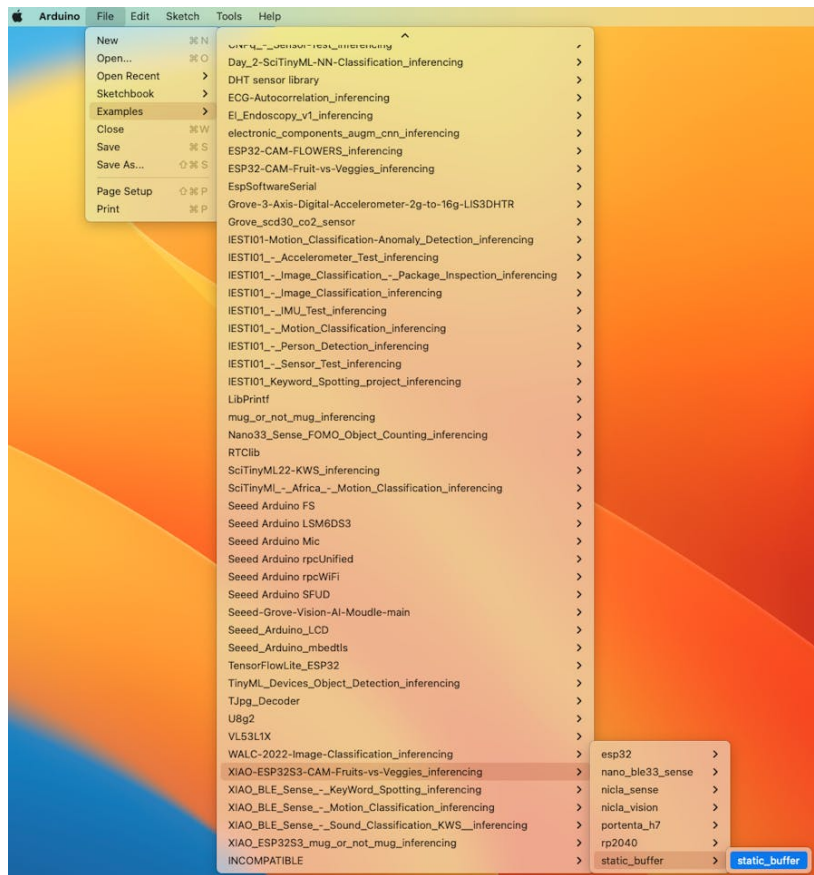 Arduino File Edit Sketch Tools Help
New ⌘ N
Open... ⌘ O
Open Recent >
Sketchbook >
Examples >
Close ⌘ W
Save ⌘ S
Save As... ⇧ ⌘ S
Page Setup ⇧ ⌘ P
Print ⌘ P
CNPq_-_Sensor-Test_inferencing >
Day_2-SciTinyML-NN-Classification_inferencing >
DHT sensor library >
ECG-Autocorrelation_inferencing >
EI_Endoscopy_v1_inferencing >
electronic_components_augm_cnn_inferencing >
ESP32-CAM-FLOWERS_inferencing >
ESP32-CAM-Fruit-vs-Veggies_inferencing >
EspSoftwareSerial >
Grove-3-Axis-Digital-Accelerometer-2g-to-16g-LIS3DHTR >
Grove_scd30_co2_sensor >
IESTI01-Motion_Classification-Anomaly_Detection_inferencing >
IESTI01_-_Accelerometer_Test_inferencing >
IESTI01_-_Image_Classification_-_Package_Inspection_inferencing >
IESTI01_-_Image_Classification_inferencing >
IESTI01_-_IMU_Test_inferencing >
IESTI01_-_Motion_Classification_inferencing >
IESTI01_-_Person_Detection_inferencing >
IESTI01_-_Sensor_Test_inferencing >
IESTI01_Keyword_Spotting_project_inferencing >
LibPrintf >
mug_or_not_mug_inferencing >
Nano33_Sense_FOMO_Object_Counting_inferencing >
RTClib >
SciTinyML22-KWS_inferencing >
SciTinyMl_-_Africa_-_Motion_Classification_inferencing >
Seeed Arduino FS >
Seeed Arduino LSM6DS3 >
Seeed Arduino Mic >
Seeed Arduino rpcUnified >
Seeed Arduino rpcWiFi >
Seeed Arduino SFUD >
Seeed-Grove-Vision-AI-Moudle-main >
Seeed_Arduino_LCD >
Seeed_Arduino_mbedtls >
TensorFlowLite_ESP32 >
TinyML_Devices_Object_Detection_inferencing >
TJpg_Decoder >
U8g2 >
VL53L1X >
WALC-2022-Image-Classification_inferencing >
XIAO-ESP32S3-CAM-Fruits-vs-Veggies_inferencing >
XIAO_BLE_Sense_-_KeyWord_Spotting_inferencing >
XIAO_BLE_Sense_-_Motion_Classification_inferencing >
XIAO_BLE_Sense_-_Sound_Classification_KWS__inferencing >
XIAO_ESP32S3_mug_or_not_mug_inferencing >
INCOMPATIBLE >
esp32 >
nano_ble33_sense >
nicla_sense >
nicla_vision >
portenta_h7 >
rp2040 >
static_buffer >
static_buffer